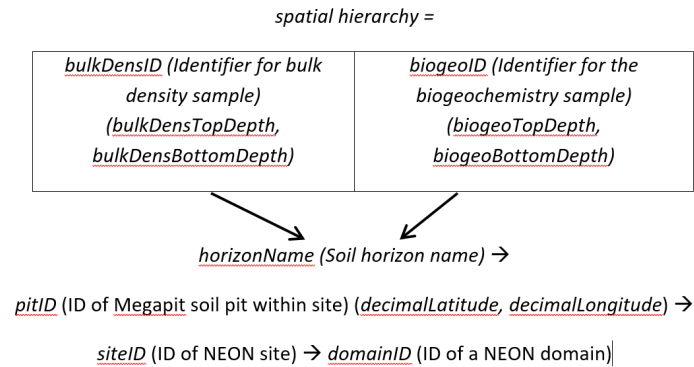 spatial hierarchy =
bulkDensID (Identifier for bulk
density sample)
(bulkDensTopDepth,
bulkDensBottomDepth)
biogeoID (Identifier for the
biogeochemistry sample)
(biogeoTopDepth,
biogeoBottomDepth)
horizonName (Soil horizon name) →
pitID (ID of Megapit soil pit within site) (decimalLatitude, decimalLongitude) →
siteID (ID of NEON site) → domainID (ID of a NEON domain)